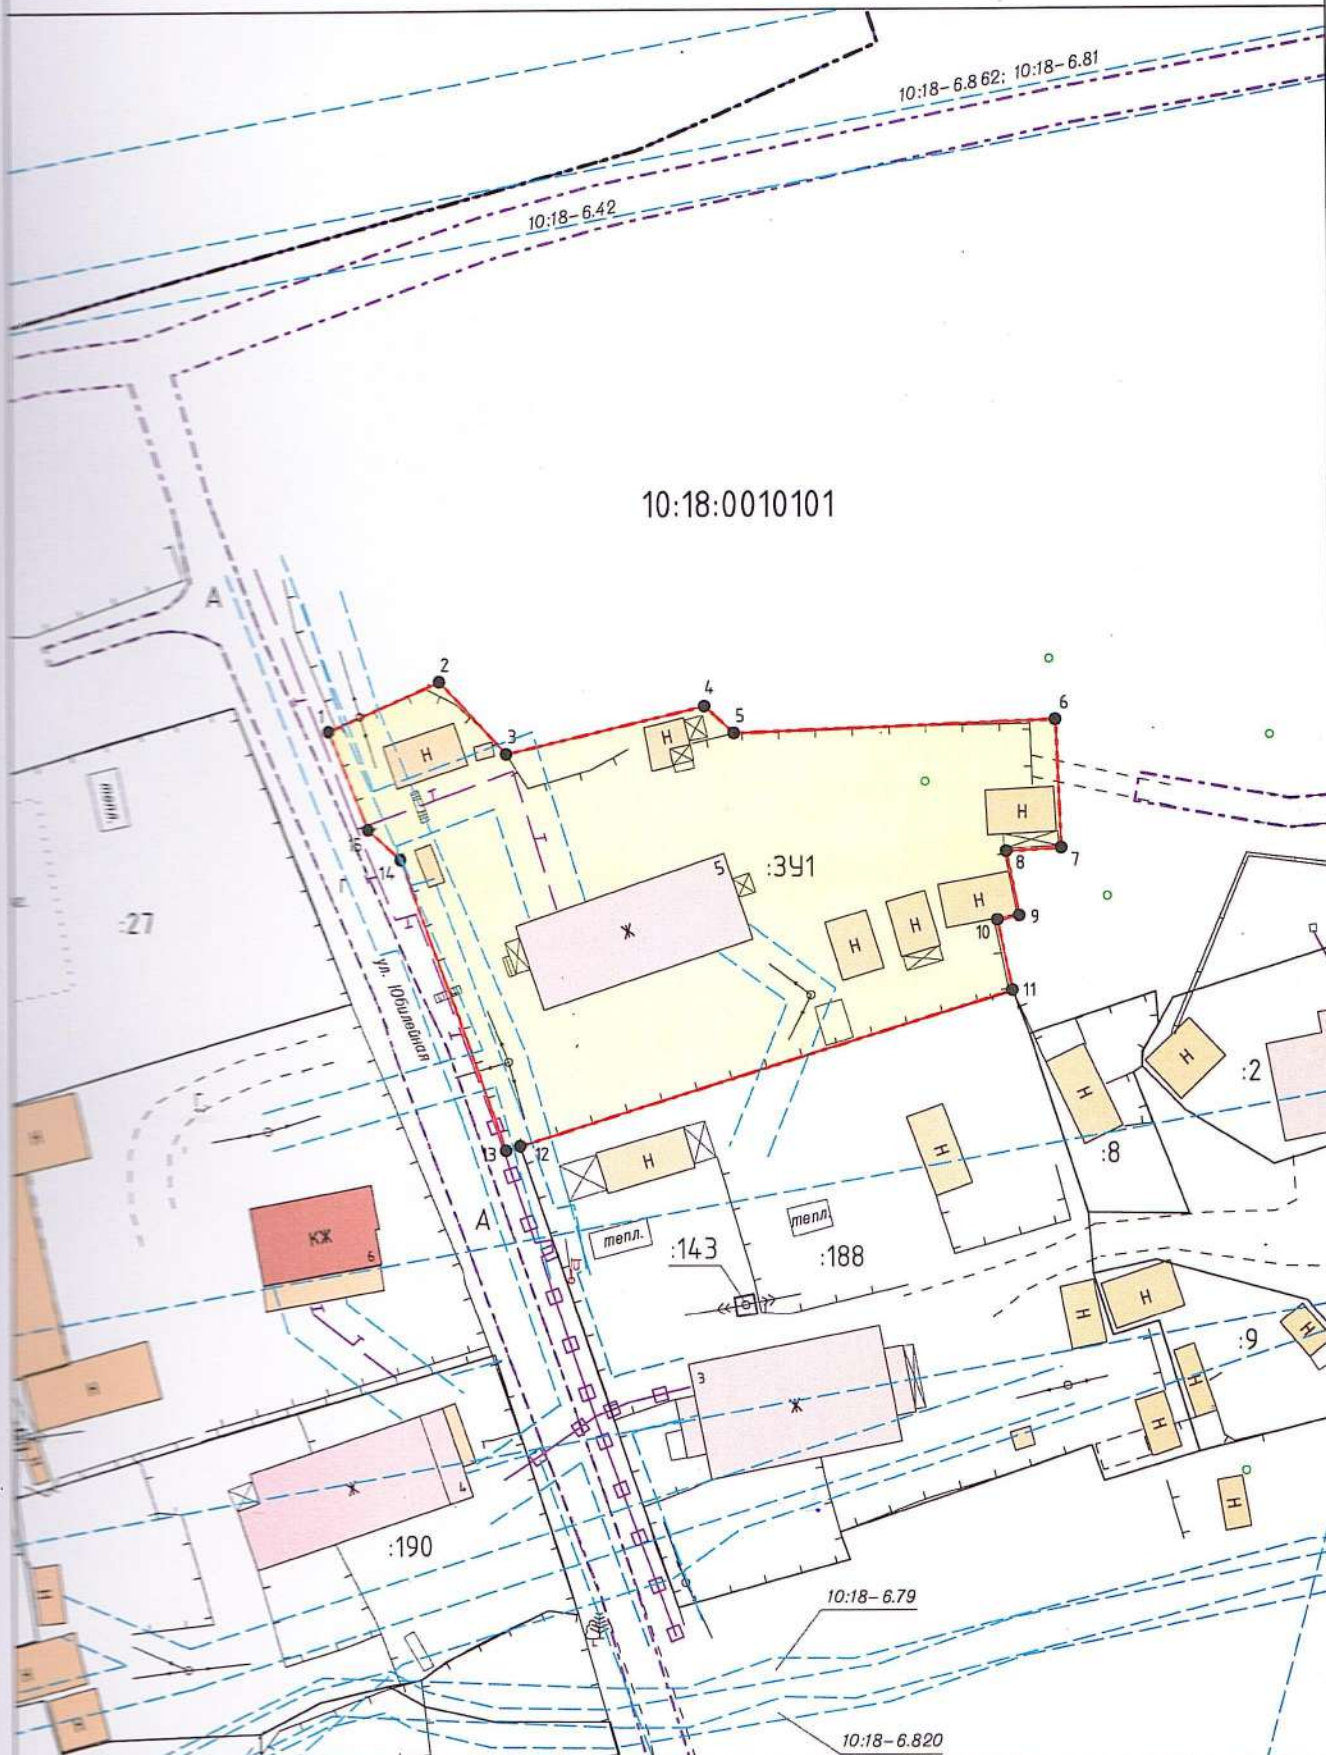 10:18-6.862; 10:18-6.81
10:18-6.42
10:18:0010101
А
2
4
6
1
3
5
Н
Н
тепл.
Н
15
14
8
7
5
:ЗУ1
Н
9
:27
Ж
Н
Н
10
11
ул. Юбилейная
Г
Г
Н
:2
Н
13
12
Н
Н
:8
А
КЖ
6
тепл.
тепл.
:143
:188
Н
Н
:9
Н
3
Ж
Н
Н
Ж
4
:190
Н
Н
10:18-6.79
10:18-6.820